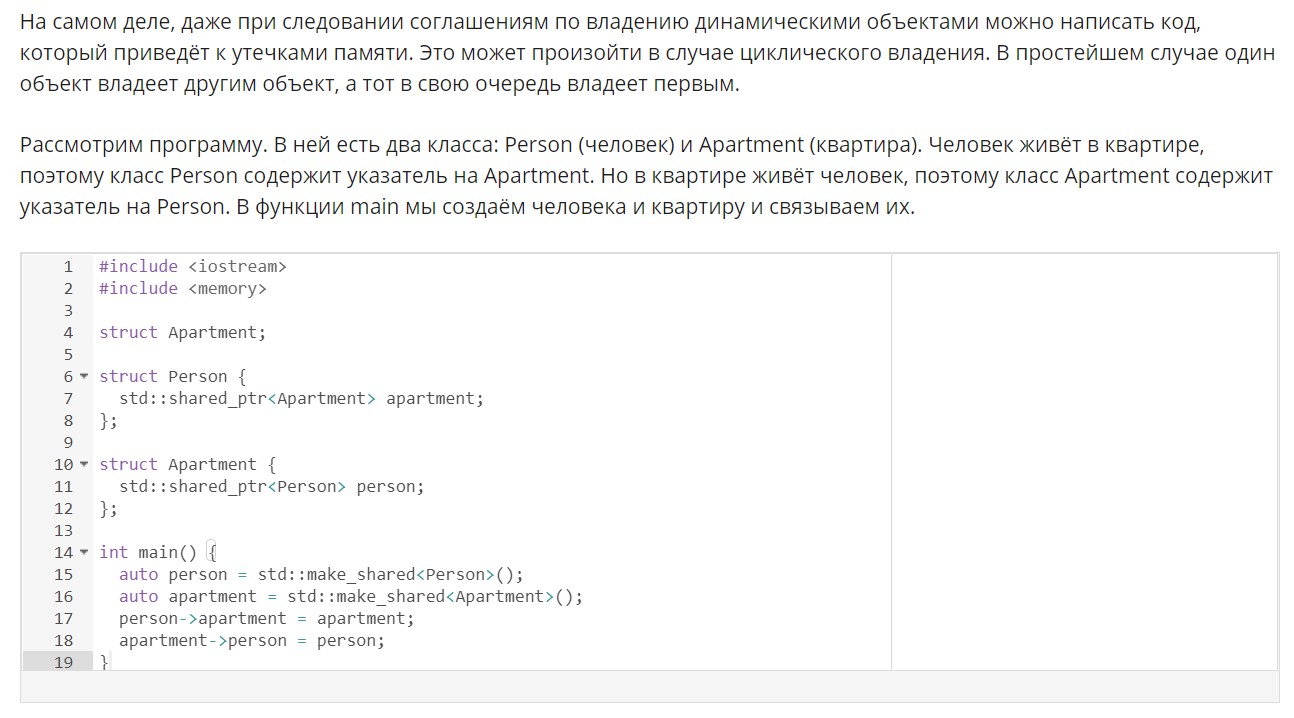 На самом деле, даже при следовании соглашениям по владению динамическими объектами можно написать код,
который приведёт к утечками памяти. Это может произойти в случае циклического владения. В простейшем случае один
объект владеет другим объект, а тот в свою очередь владеет первым.
Рассмотрим программу. В ней есть два класса: Person (человек) и Apartment (квартира). Человек живёт в квартире,
поэтому класс Person содержит указатель на Apartment. Но в квартире живёт человек, поэтому класс Apartment содержит
указатель на Person. В функции main мы создаём человека и квартиру и связываем их.
1 #include <iostream>
2 #include <memory>
3
4 struct Apartment;
5
6 struct Person {
7   std::shared_ptr<Apartment> apartment;
8 };
9
10 struct Apartment {
11   std::shared_ptr<Person> person;
12 };
13
14 int main() {
15   auto person = std::make_shared<Person>();
16   auto apartment = std::make_shared<Apartment>();
17   person->apartment = apartment;
18   apartment->person = person;
19 }